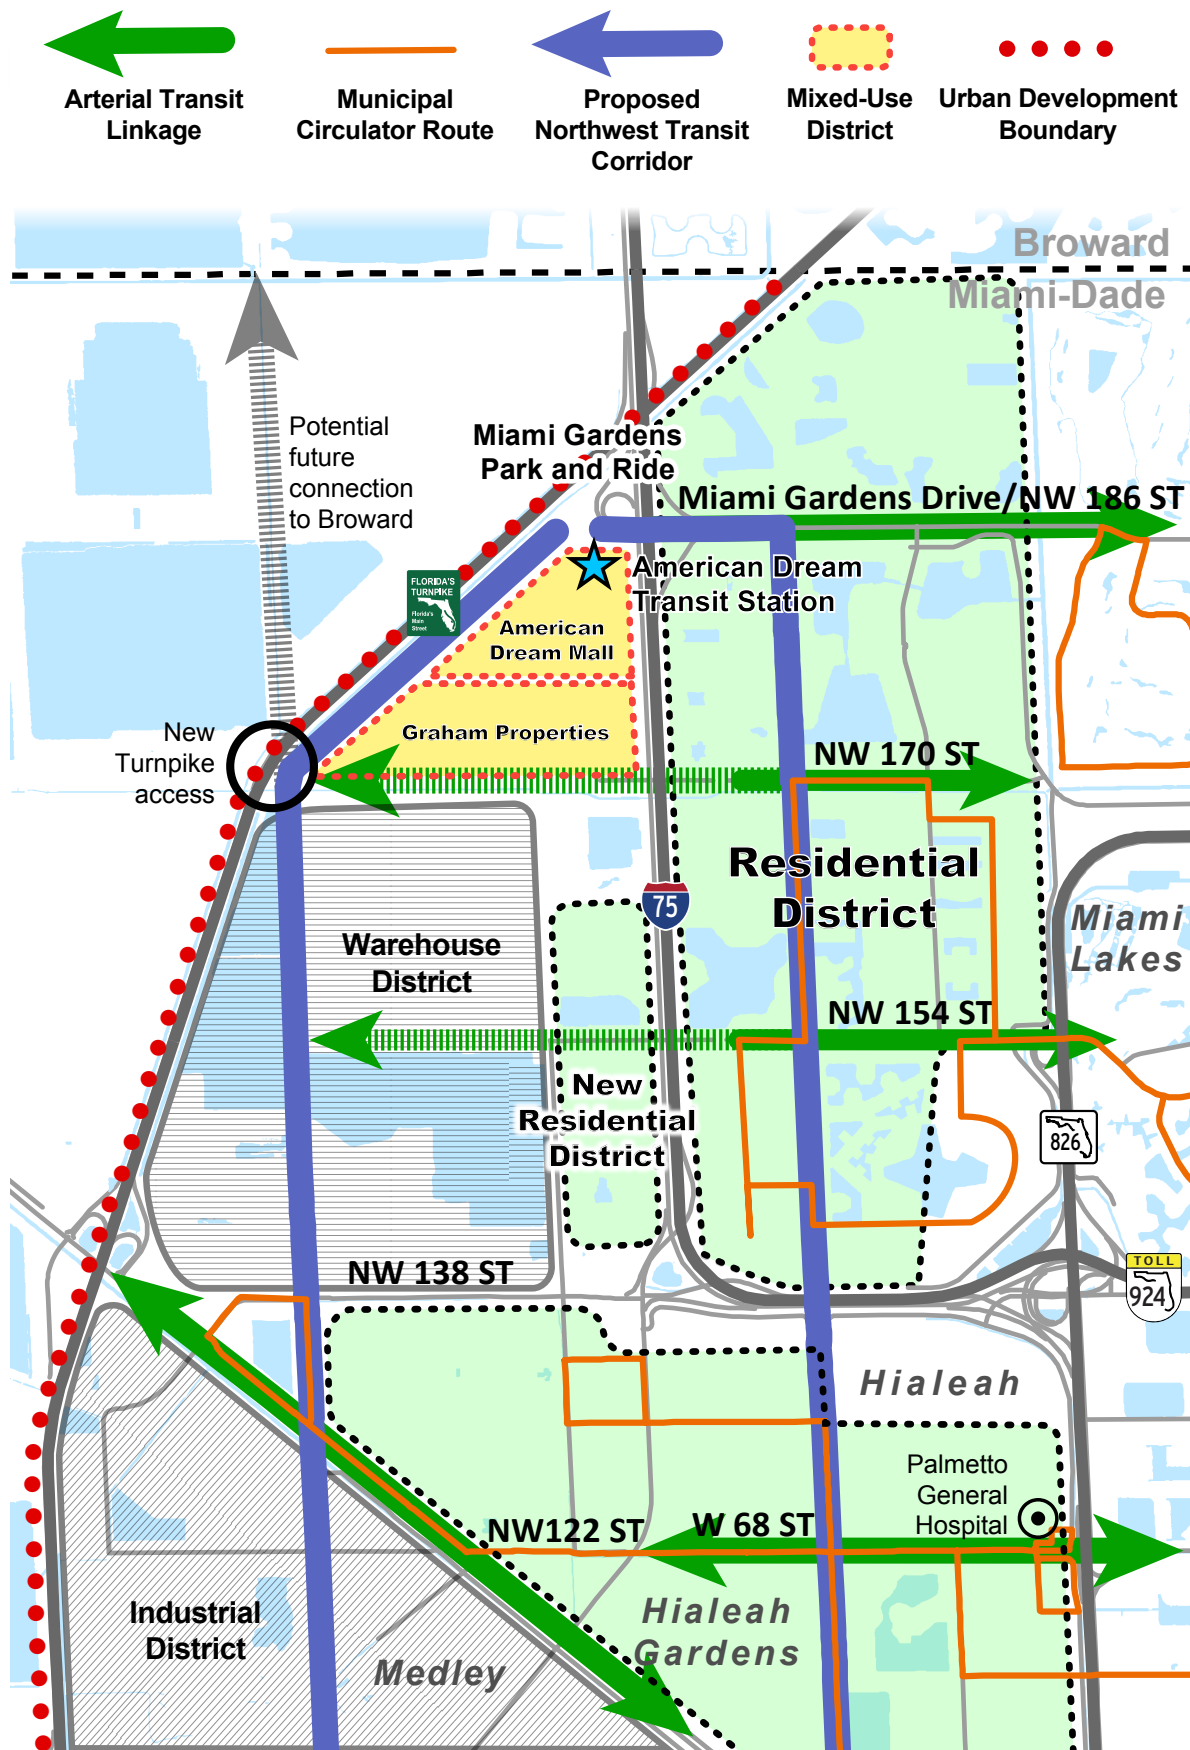 Arterial Transit
Linkage
Municipal
Circulator Route
Proposed
Northwest Transit
Corridor
Mixed-Use
District
Urban Development
Boundary
Broward
Miami-Dade
Potential
future
connection
to Broward
Miami Gardens
Park and Ride
Miami Gardens Drive/NW 186 ST
American Dream
Transit Station
FLORIDA'S
TURNPIKE
Florida's
Main
Street
American
Dream Mall
Graham Properties
New
Turnpike
access
NW 170 ST
Residential
District
75
Miami
Lakes
Warehouse
District
NW 154 ST
New
Residential
District
826
NW 138 ST
TOLL
924
Hialeah
Palmetto
General
Hospital
NW122 ST
W 68 ST
Industrial
District
Hialeah
Gardens
Medley